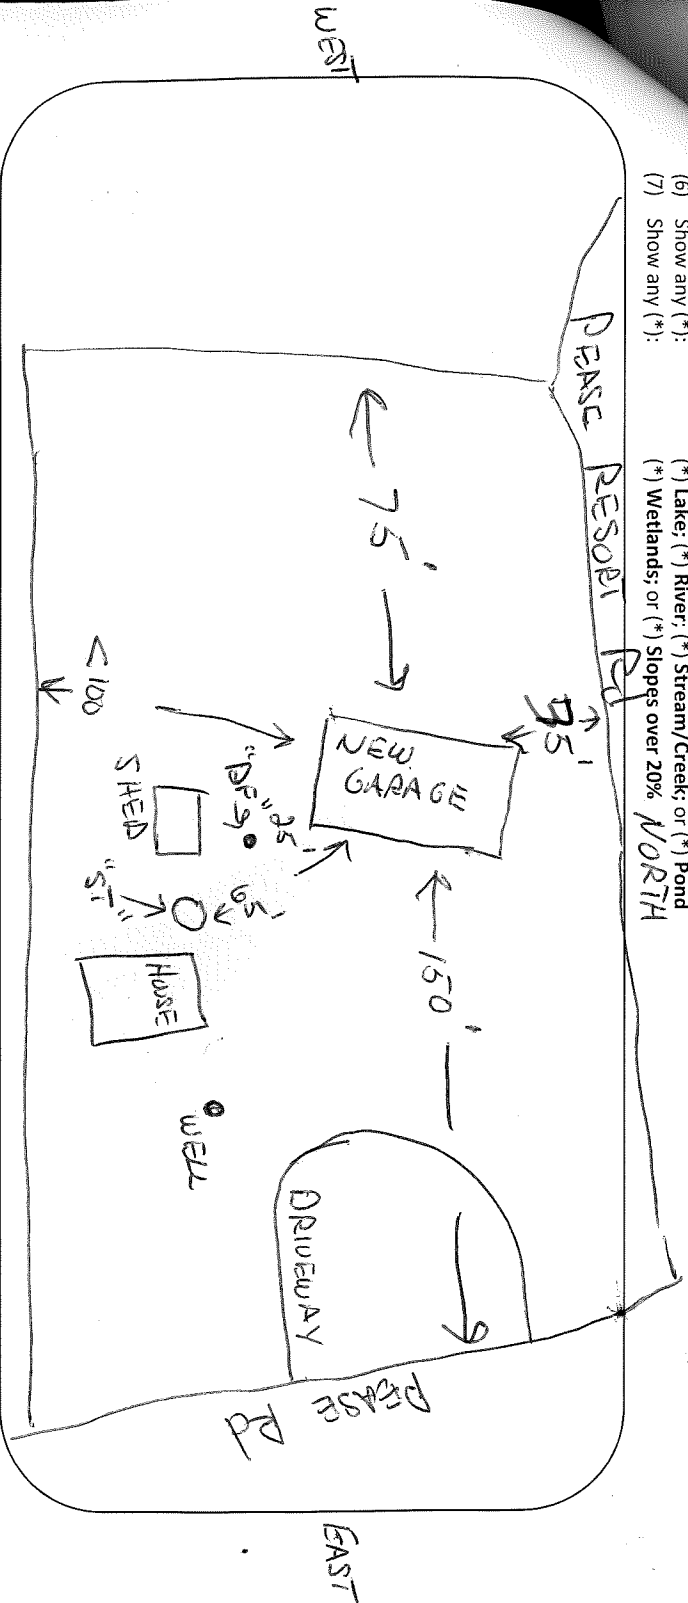 (6) Show any (*): (*) Lake; (*) River; (*) Stream/Creek; or (*) Pond
(7) Show any (*): (*) Wetlands; or (*) Slopes over 20%
NORTH
WEST
PEASE RESORT Rd
35'
75'
NEW
GARAGE
150'
<100
25'
65'
SHED
"ST"
HOUSE
WELL
DRIVEWAY
PEASE Rd
EAST